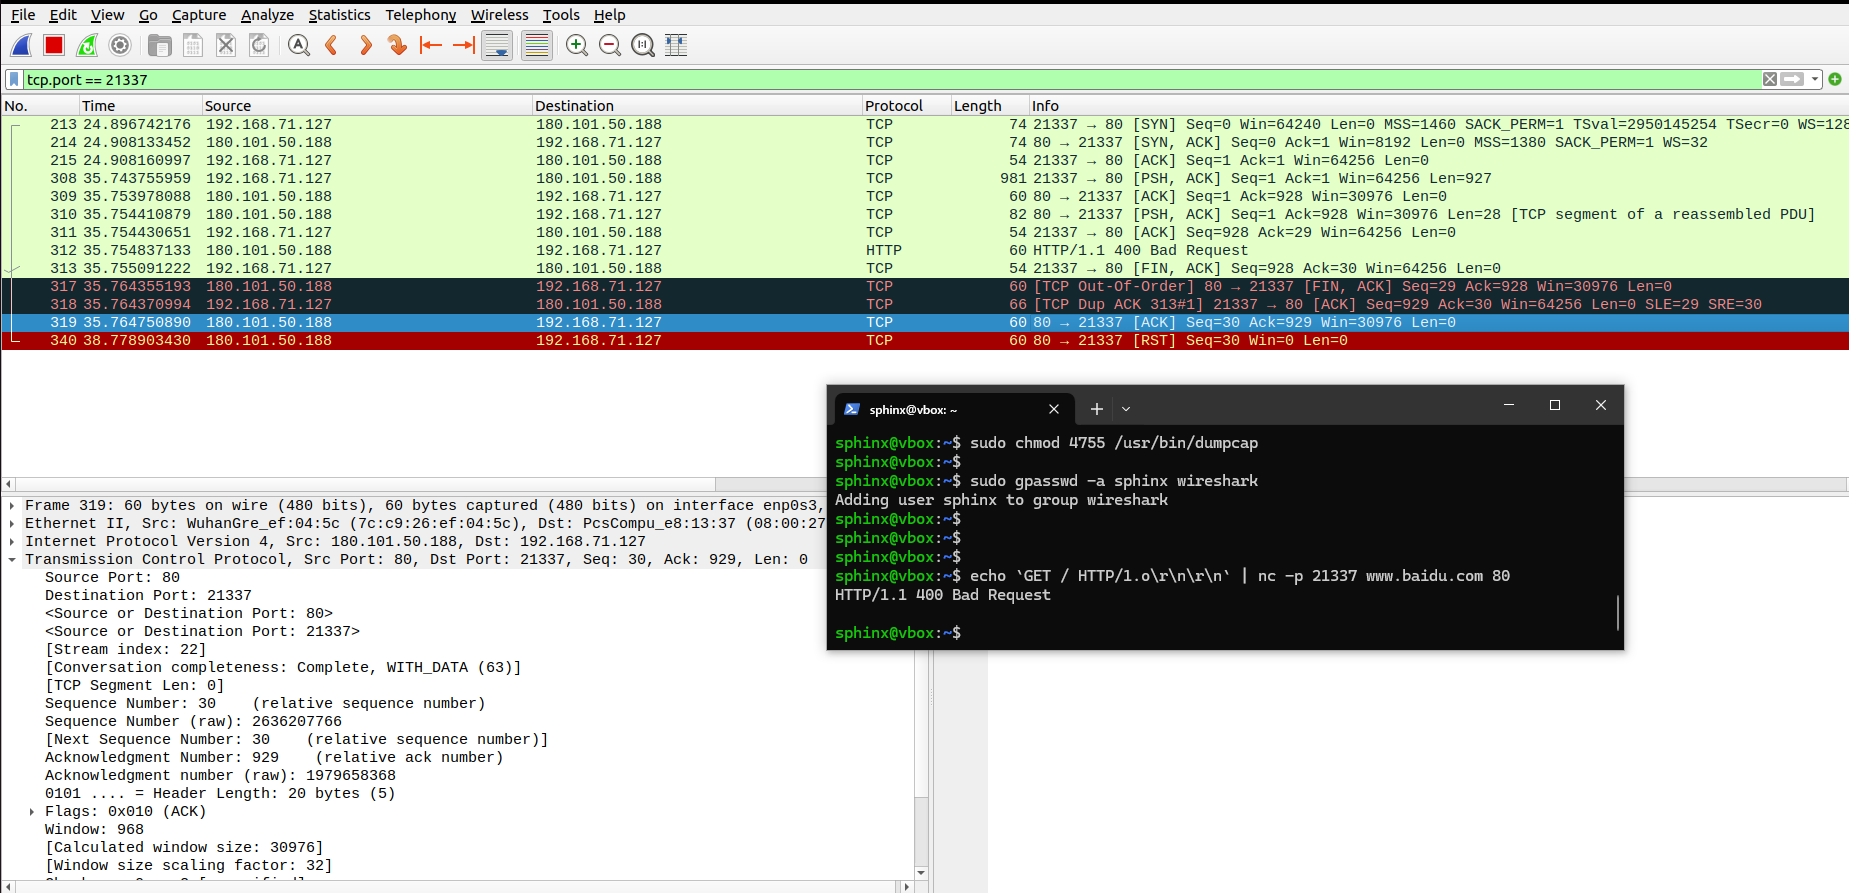 File Edit View Go Capture Analyze Statistics Telephony Wireless Tools Help
tcp.port == 21337
No. Time Source Destination Protocol Length Info
213 24.896742176 192.168.71.127 180.101.50.188 TCP 74 21337 → 80 [SYN] Seq=0 Win=64240 Len=0 MSS=1460 SACK_PERM=1 TSval=2950145254 TSecr=0 WS=128
214 24.908133452 180.101.50.188 192.168.71.127 TCP 74 80 → 21337 [SYN, ACK] Seq=0 Ack=1 Win=8192 Len=0 MSS=1380 SACK_PERM=1 WS=32
215 24.908160997 192.168.71.127 180.101.50.188 TCP 54 21337 → 80 [ACK] Seq=1 Ack=1 Win=64256 Len=0
308 35.743755959 192.168.71.127 180.101.50.188 TCP 981 21337 → 80 [PSH, ACK] Seq=1 Ack=1 Win=64256 Len=927
309 35.753978088 180.101.50.188 192.168.71.127 TCP 60 80 → 21337 [ACK] Seq=1 Ack=928 Win=30976 Len=0
310 35.754410879 180.101.50.188 192.168.71.127 TCP 82 80 → 21337 [PSH, ACK] Seq=1 Ack=928 Win=30976 Len=28 [TCP segment of a reassembled PDU]
311 35.754430651 192.168.71.127 180.101.50.188 TCP 54 21337 → 80 [ACK] Seq=928 Ack=29 Win=64256 Len=0
312 35.754837133 180.101.50.188 192.168.71.127 HTTP 60 HTTP/1.1 400 Bad Request
313 35.755091222 192.168.71.127 180.101.50.188 TCP 54 21337 → 80 [FIN, ACK] Seq=928 Ack=30 Win=64256 Len=0
317 35.764355193 180.101.50.188 192.168.71.127 TCP 60 [TCP Out-Of-Order] 80 → 21337 [FIN, ACK] Seq=29 Ack=928 Win=30976 Len=0
318 35.764370994 192.168.71.127 180.101.50.188 TCP 66 [TCP Dup ACK 313#1] 21337 → 80 [ACK] Seq=929 Ack=30 Win=64256 Len=0 SLE=29 SRE=30
319 35.764750890 180.101.50.188 192.168.71.127 TCP 60 80 → 21337 [ACK] Seq=30 Ack=929 Win=30976 Len=0
340 38.778903430 180.101.50.188 192.168.71.127 TCP 60 80 → 21337 [RST] Seq=30 Win=0 Len=0
sphinx@vbox: ~
sphinx@vbox:~$ sudo chmod 4755 /usr/bin/dumpcap
sphinx@vbox:~$
sphinx@vbox:~$ sudo gpasswd -a sphinx wireshark
Adding user sphinx to group wireshark
sphinx@vbox:~$
sphinx@vbox:~$
sphinx@vbox:~$
sphinx@vbox:~$ echo 'GET / HTTP/1.o\r\n\r\n' | nc -p 21337 www.baidu.com 80
HTTP/1.1 400 Bad Request
sphinx@vbox:~$
Frame 319: 60 bytes on wire (480 bits), 60 bytes captured (480 bits) on interface enp0s3,
Ethernet II, Src: WuhanGre_ef:04:5c (7c:c9:26:ef:04:5c), Dst: PcsCompu_e8:13:37 (08:00:27
Internet Protocol Version 4, Src: 180.101.50.188, Dst: 192.168.71.127
Transmission Control Protocol, Src Port: 80, Dst Port: 21337, Seq: 30, Ack: 929, Len: 0
Source Port: 80
Destination Port: 21337
<Source or Destination Port: 80>
<Source or Destination Port: 21337>
[Stream index: 22]
[Conversation completeness: Complete, WITH_DATA (63)]
[TCP Segment Len: 0]
Sequence Number: 30 (relative sequence number)
Sequence Number (raw): 2636207766
[Next Sequence Number: 30 (relative sequence number)]
Acknowledgment Number: 929 (relative ack number)
Acknowledgment number (raw): 1979658368
0101 .... = Header Length: 20 bytes (5)
Flags: 0x010 (ACK)
Window: 968
[Calculated window size: 30976]
[Window size scaling factor: 32]